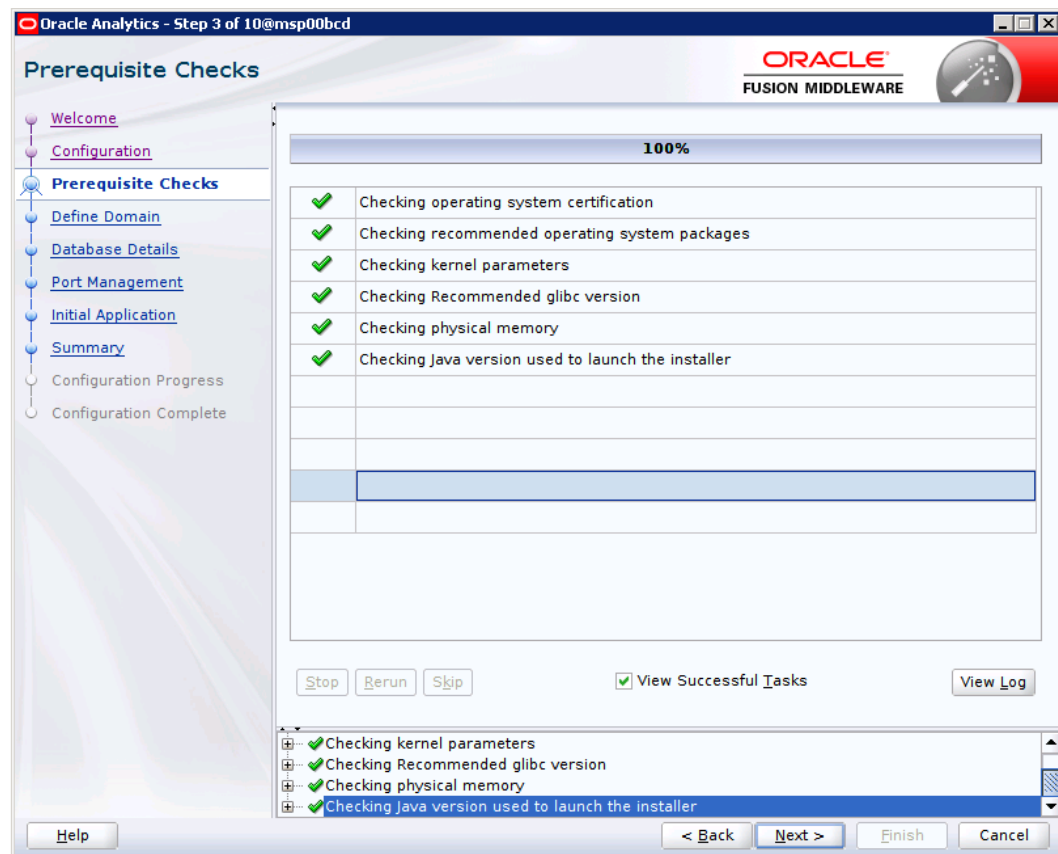 Oracle Analytics - Step 3 of 10@msp00bcd
Prerequisite Checks
ORACLE
FUSION MIDDLEWARE
Welcome
Configuration
Prerequisite Checks
Define Domain
Database Details
Port Management
Initial Application
Summary
Configuration Progress
Configuration Complete
100%
Checking operating system certification
Checking recommended operating system packages
Checking kernel parameters
Checking Recommended glibc version
Checking physical memory
Checking Java version used to launch the installer
Stop Rerun Skip View Successful Tasks View Log
Checking kernel parameters
Checking Recommended glibc version
Checking physical memory
Checking Java version used to launch the installer
Help < Back Next > Finish Cancel